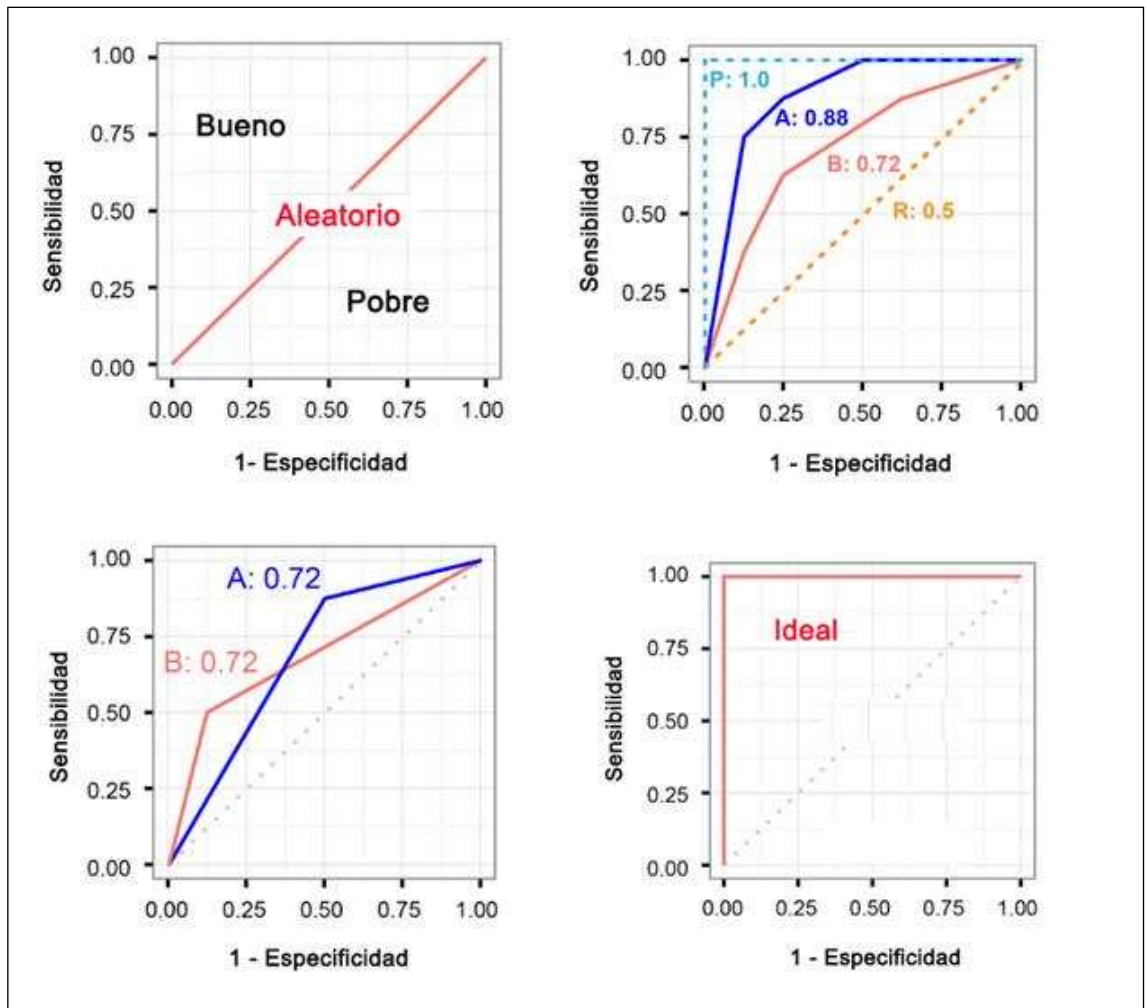 1.00
0.75
0.50
0.25
0.00
Sensibilidad
Bueno
Aleatorio
Pobre
0.00 0.25 0.50 0.75 1.00
1- Especificidad
1.00
0.75
0.50
0.25
0.00
Sensibilidad
P: 1.0
A: 0.88
B: 0.72
R: 0.5
0.00 0.25 0.50 0.75 1.00
1 - Especificidad
1.00
0.75
0.50
0.25
0.00
Sensibilidad
A: 0.72
B: 0.72
0.00 0.25 0.50 0.75 1.00
1 - Especificidad
1.00
0.75
0.50
0.25
0.00
Sensibilidad
Ideal
0.00 0.25 0.50 0.75 1.00
1 - Especificidad